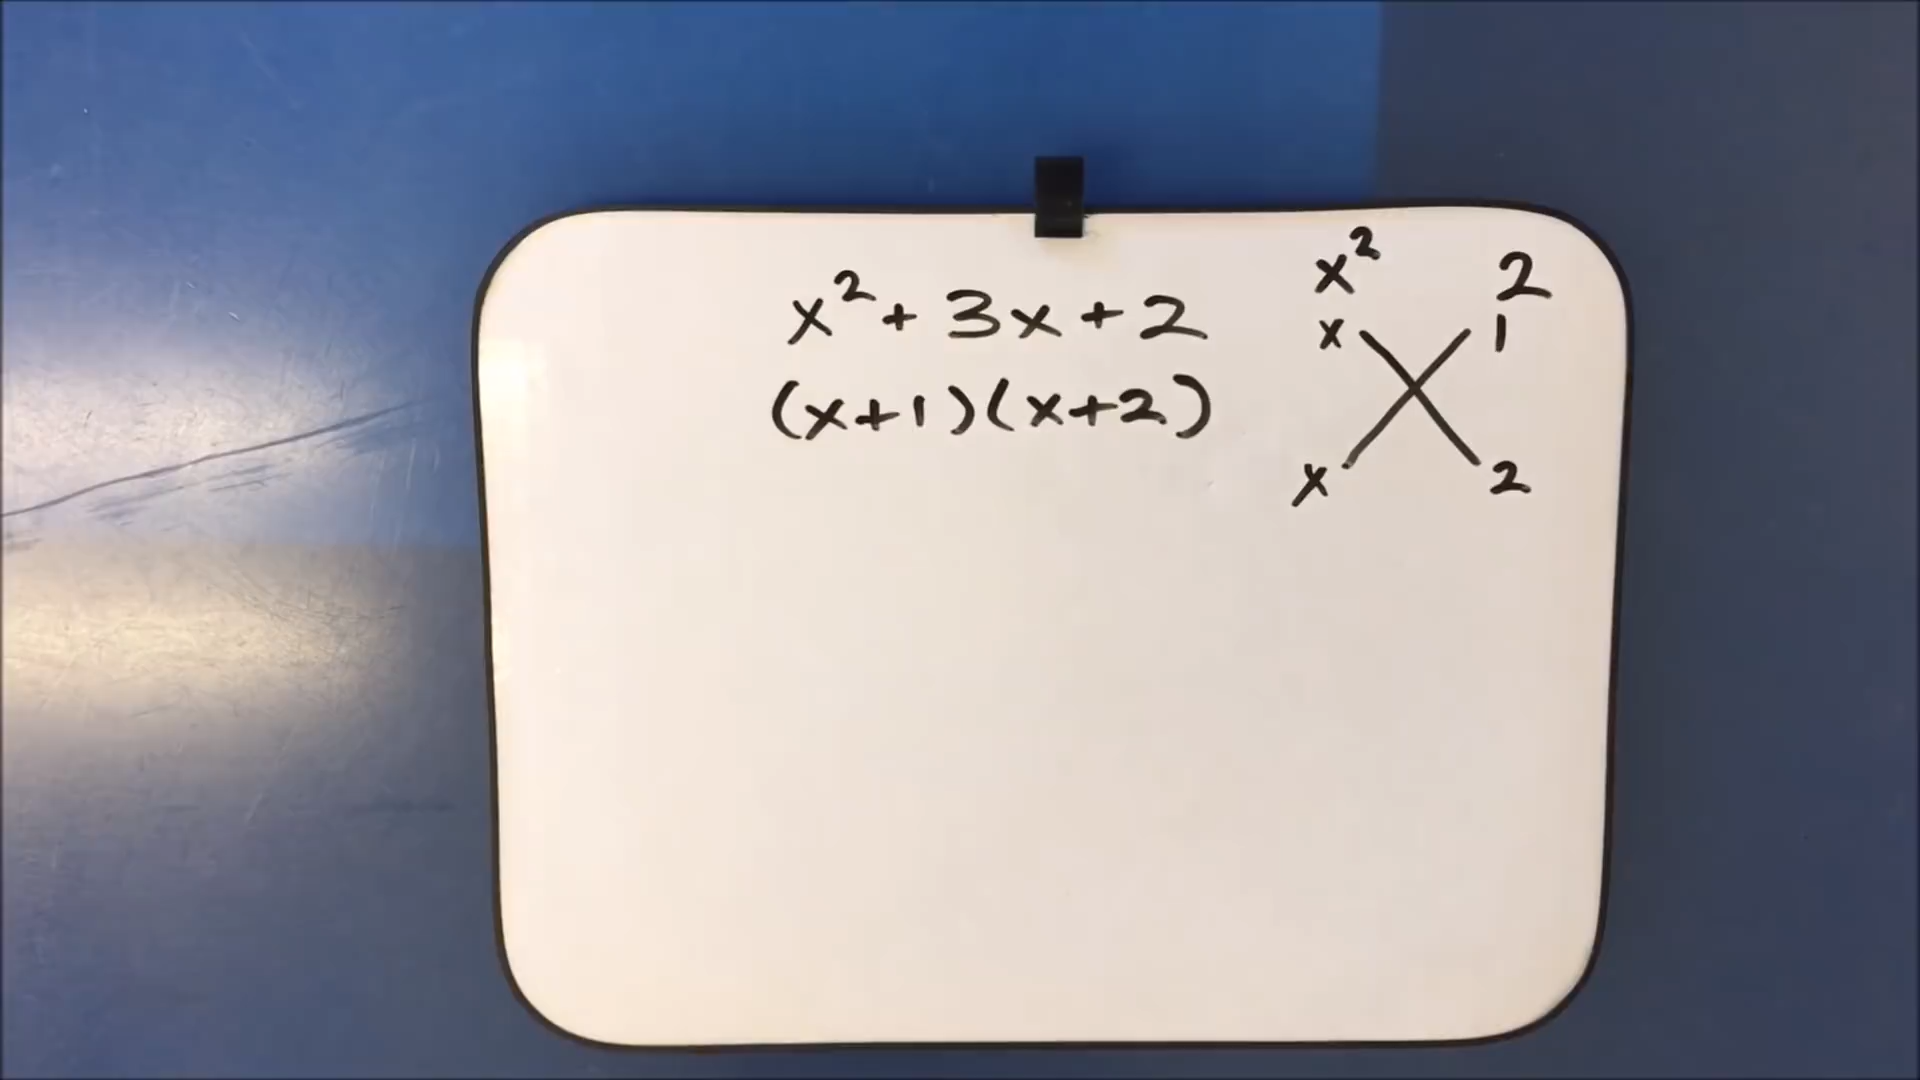 x² + 3x + 2
(x+1)(x+2)
x² 2
x 1
x 2